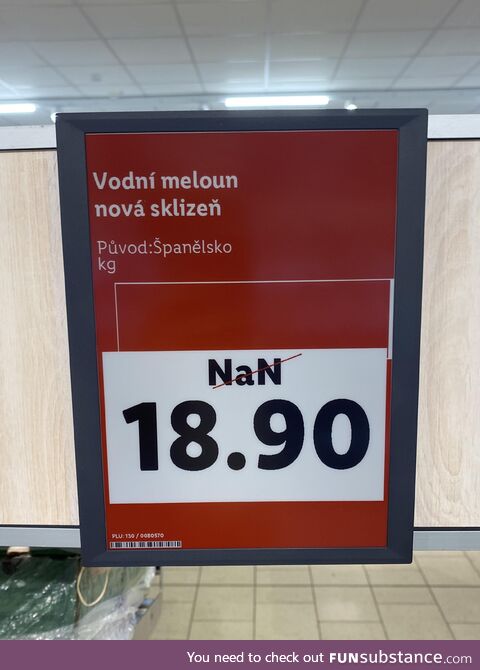 Vodní meloun
nová sklizeň
Původ:Španělsko
kg
NaN
18.90
PLU: 130 / 0080570
You need to check out FUNsubstance.com